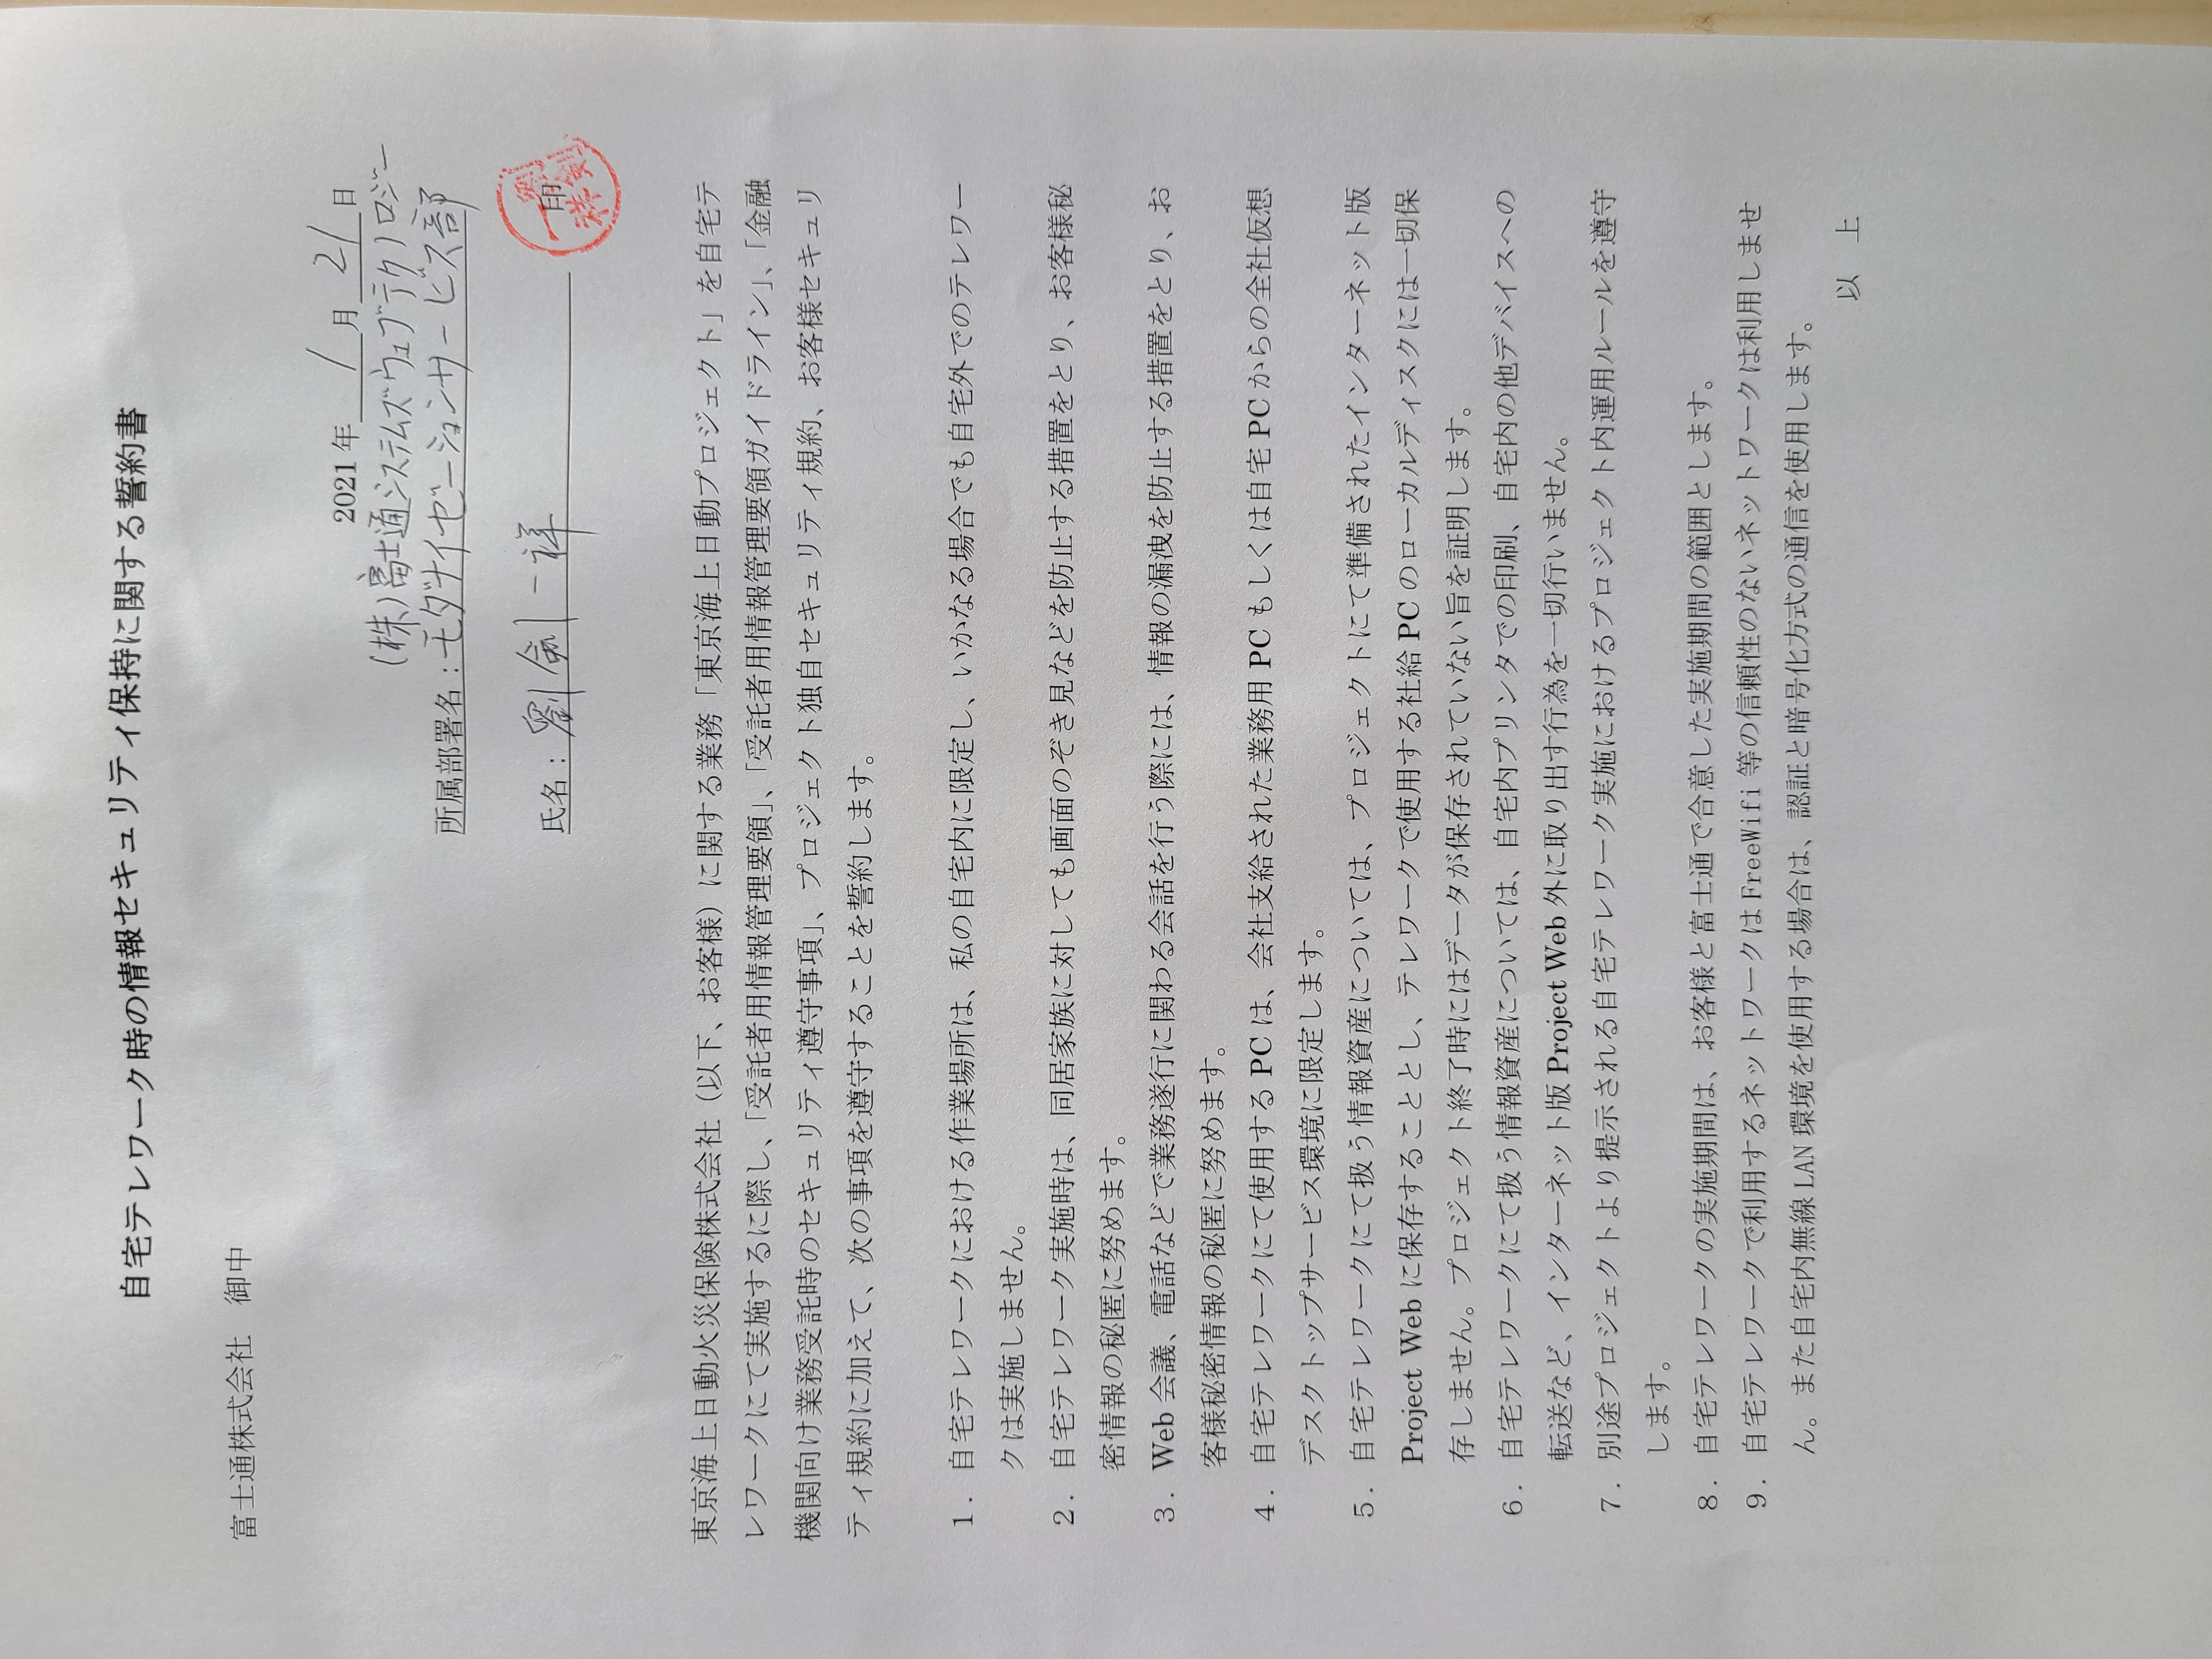 自宅テレワーク時の情報セキュリティ保持に関する誓約書
富士通株式会社　御中
2021 年 1 月 21 日
(株)富士通システムズウェブテクノロジー
所属部署名：モダナイゼーションサービス部
氏名：劉剣一祥 印
劉剣一祥
東京海上日動火災保険株式会社（以下、お客様）に関する業務「東京海上日動プロジェクト」を自宅テ
レワークにて実施するに際し、「受託者用情報管理要領」、「受託者用情報管理要領ガイドライン」、「金融
機関向け業務受託時のセキュリティ遵守事項」、プロジェクト独自セキュリティ規約、お客様セキュリ
ティ規約に加えて、次の事項を遵守することを誓約します。
１．自宅テレワークにおける作業場所は、私の自宅内に限定し、いかなる場合でも自宅外でのテレワー
クは実施しません。
２．自宅テレワーク実施時は、同居家族に対しても画面のぞき見などを防止する措置をとり、お客様秘
密情報の秘匿に努めます。
３．Web 会議、電話などで業務遂行に関わる会話を行う際には、情報の漏洩を防止する措置をとり、お
客様秘密情報の秘匿に努めます。
４．自宅テレワークにて使用する PC は、会社支給された業務用 PC もしくは自宅 PC からの全社仮想
デスクトップサービス環境に限定します。
５．自宅テレワークにて扱う情報資産については、プロジェクトにて準備されたインターネット版
Project Web に保存することとし、テレワークで使用する社給 PC のローカルディスクには一切保
存しません。プロジェクト終了時にはデータが保存されていない旨を証明します。
６．自宅テレワークにて扱う情報資産については、自宅内プリンタでの印刷、自宅内の他デバイスへの
転送など、インターネット版 Project Web 外に取り出す行為を一切行いません。
７．別途プロジェクトより提示される自宅テレワーク実施におけるプロジェクト内運用ルールを遵守
します。
８．自宅テレワークの実施期間は、お客様と富士通で合意した実施期間の範囲とします。
９．自宅テレワークで利用するネットワークは FreeWifi 等の信頼性のないネットワークは利用しませ
ん。また自宅内無線 LAN 環境を使用する場合は、認証と暗号化方式の通信を使用します。
以　上